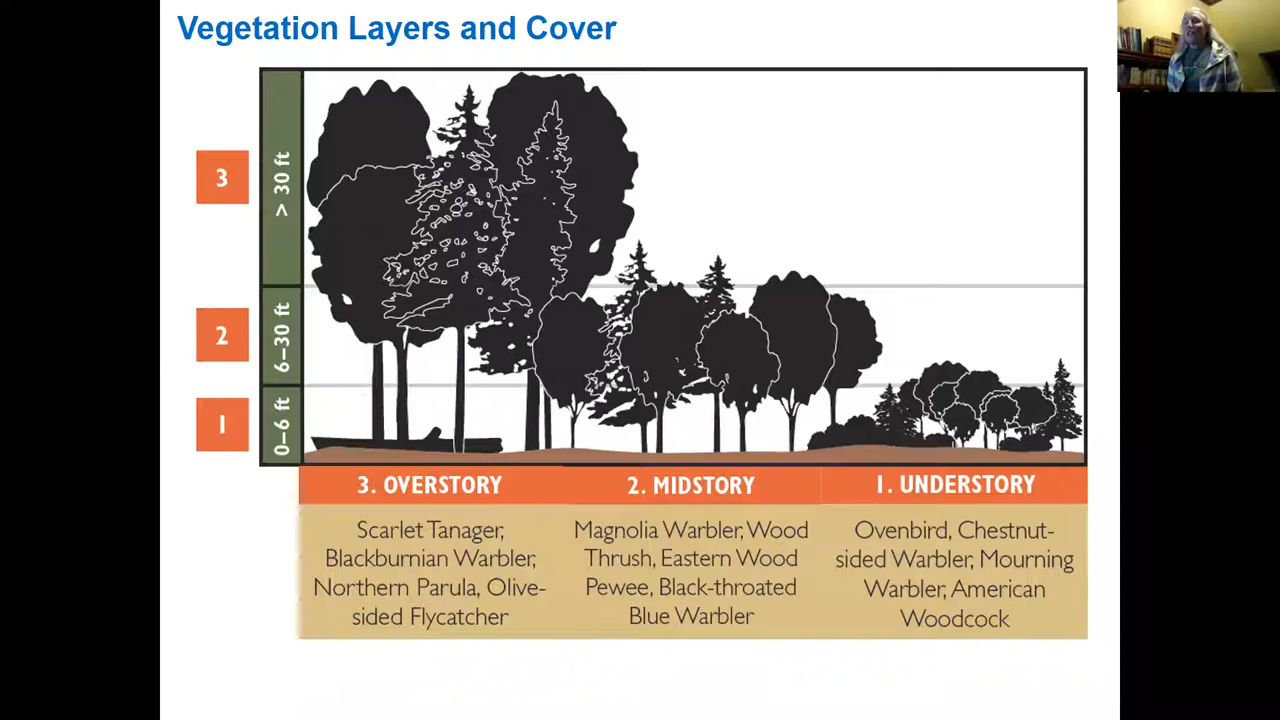 Vegetation Layers and Cover
3
> 30 ft
2
6–30 ft
1
0–6 ft
3. OVERSTORY
Scarlet Tanager,
Blackburnian Warbler,
Northern Parula, Olive-
sided Flycatcher
2. MIDSTORY
Magnolia Warbler, Wood
Thrush, Eastern Wood
Pewee, Black-throated
Blue Warbler
1. UNDERSTORY
Ovenbird, Chestnut-
sided Warbler, Mourning
Warbler, American
Woodcock